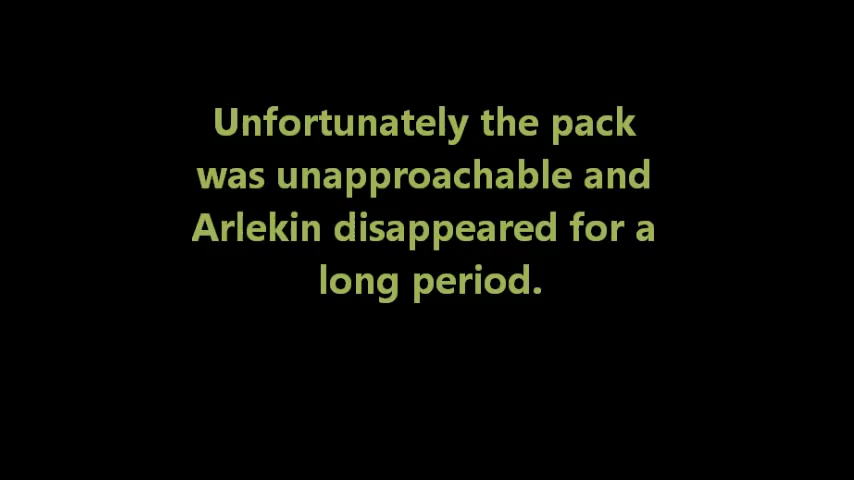 Unfortunately the pack
was unapproachable and
Arlekin disappeared for a
long period.